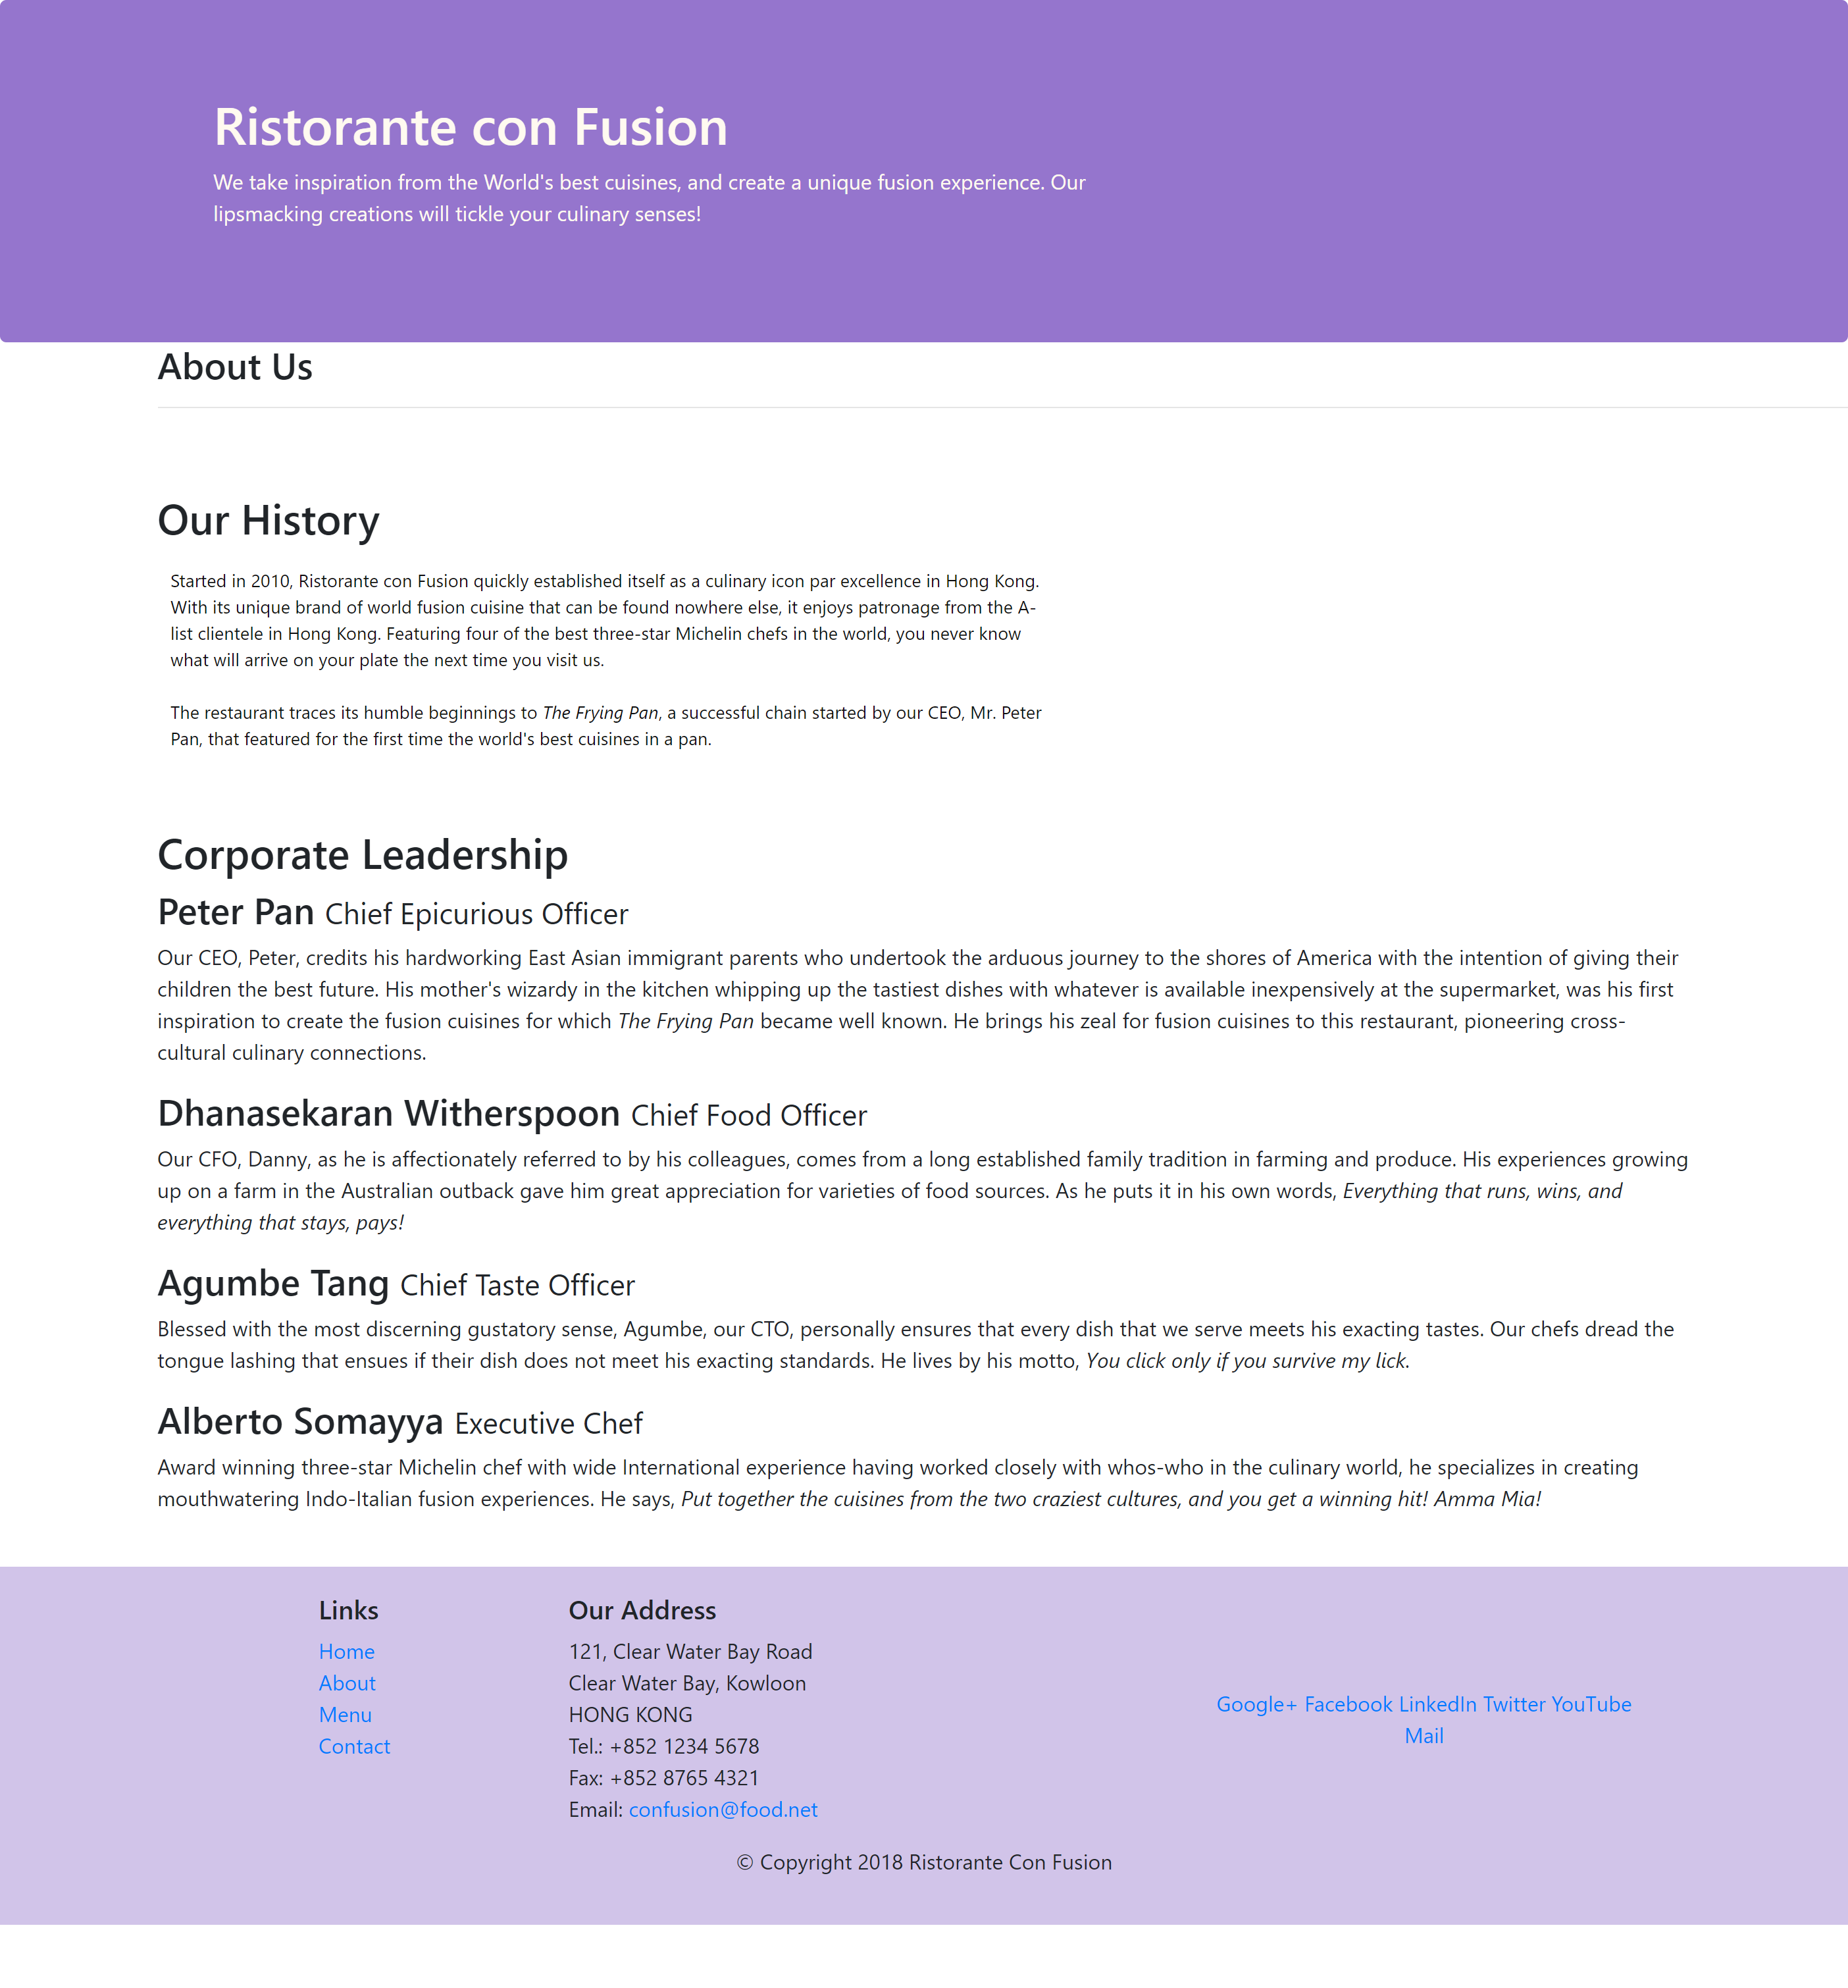 Ristorante con Fusion
We take inspiration from the World's best cuisines, and create a unique fusion experience. Our
lipsmacking creations will tickle your culinary senses!
About Us
Our History
Started in 2010, Ristorante con Fusion quickly established itself as a culinary icon par excellence in Hong Kong.
With its unique brand of world fusion cuisine that can be found nowhere else, it enjoys patronage from the A-
list clientele in Hong Kong. Featuring four of the best three-star Michelin chefs in the world, you never know
what will arrive on your plate the next time you visit us.
The restaurant traces its humble beginnings to The Frying Pan, a successful chain started by our CEO, Mr. Peter
Pan, that featured for the first time the world's best cuisines in a pan.
Corporate Leadership
Peter Pan Chief Epicurious Officer
Our CEO, Peter, credits his hardworking East Asian immigrant parents who undertook the arduous journey to the shores of America with the intention of giving their
children the best future. His mother's wizardy in the kitchen whipping up the tastiest dishes with whatever is available inexpensively at the supermarket, was his first
inspiration to create the fusion cuisines for which The Frying Pan became well known. He brings his zeal for fusion cuisines to this restaurant, pioneering cross-
cultural culinary connections.
Dhanasekaran Witherspoon Chief Food Officer
Our CFO, Danny, as he is affectionately referred to by his colleagues, comes from a long established family tradition in farming and produce. His experiences growing
up on a farm in the Australian outback gave him great appreciation for varieties of food sources. As he puts it in his own words, Everything that runs, wins, and
everything that stays, pays!
Agumbe Tang Chief Taste Officer
Blessed with the most discerning gustatory sense, Agumbe, our CTO, personally ensures that every dish that we serve meets his exacting tastes. Our chefs dread the
tongue lashing that ensues if their dish does not meet his exacting standards. He lives by his motto, You click only if you survive my lick.
Alberto Somayya Executive Chef
Award winning three-star Michelin chef with wide International experience having worked closely with whos-who in the culinary world, he specializes in creating
mouthwatering Indo-Italian fusion experiences. He says, Put together the cuisines from the two craziest cultures, and you get a winning hit! Amma Mia!
Links
Home
About
Menu
Contact
Our Address
121, Clear Water Bay Road
Clear Water Bay, Kowloon
HONG KONG
Tel.: +852 1234 5678
Fax: +852 8765 4321
Email: confusion@food.net
Google+ Facebook LinkedIn Twitter YouTube
Mail
© Copyright 2018 Ristorante Con Fusion